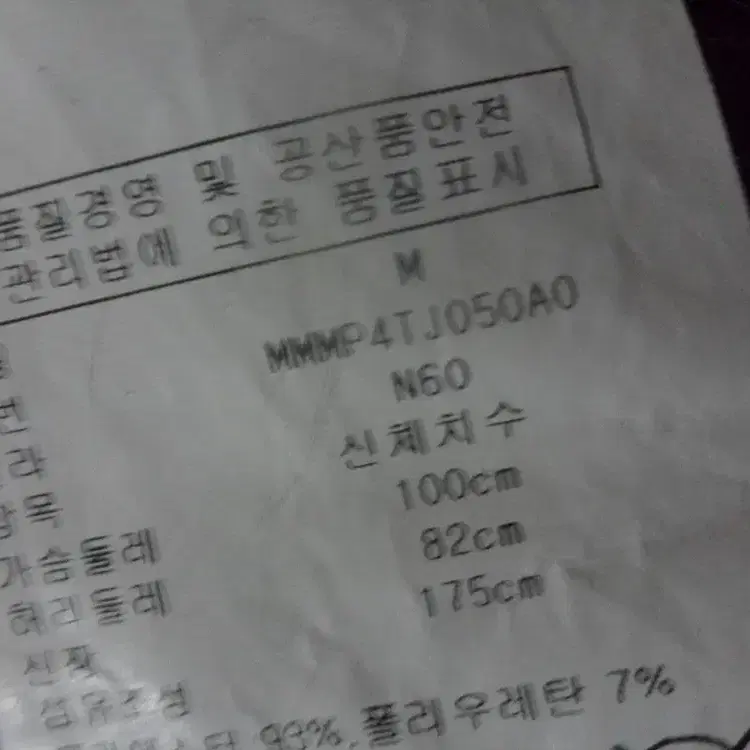 품질경영 및 공산품안전
관리법에 의한 품질표시
M
MMMP4TJ050A0
N60
신체치수
가슴둘레 100cm
허리둘레 82cm
신장 175cm
섬유조성
93%, 폴리우레탄 7%